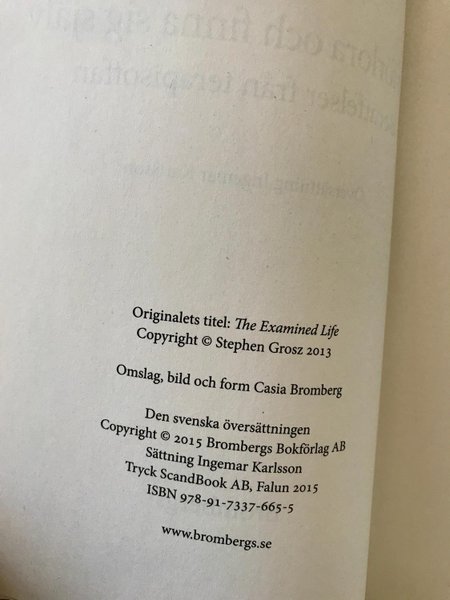 Originalets titel: The Examined Life
Copyright © Stephen Grosz 2013
Omslag, bild och form Casia Bromberg
Den svenska översättningen
Copyright © 2015 Brombergs Bokförlag AB
Sättning Ingemar Karlsson
Tryck ScandBook AB, Falun 2015
ISBN 978-91-7337-665-5
www.brombergs.se